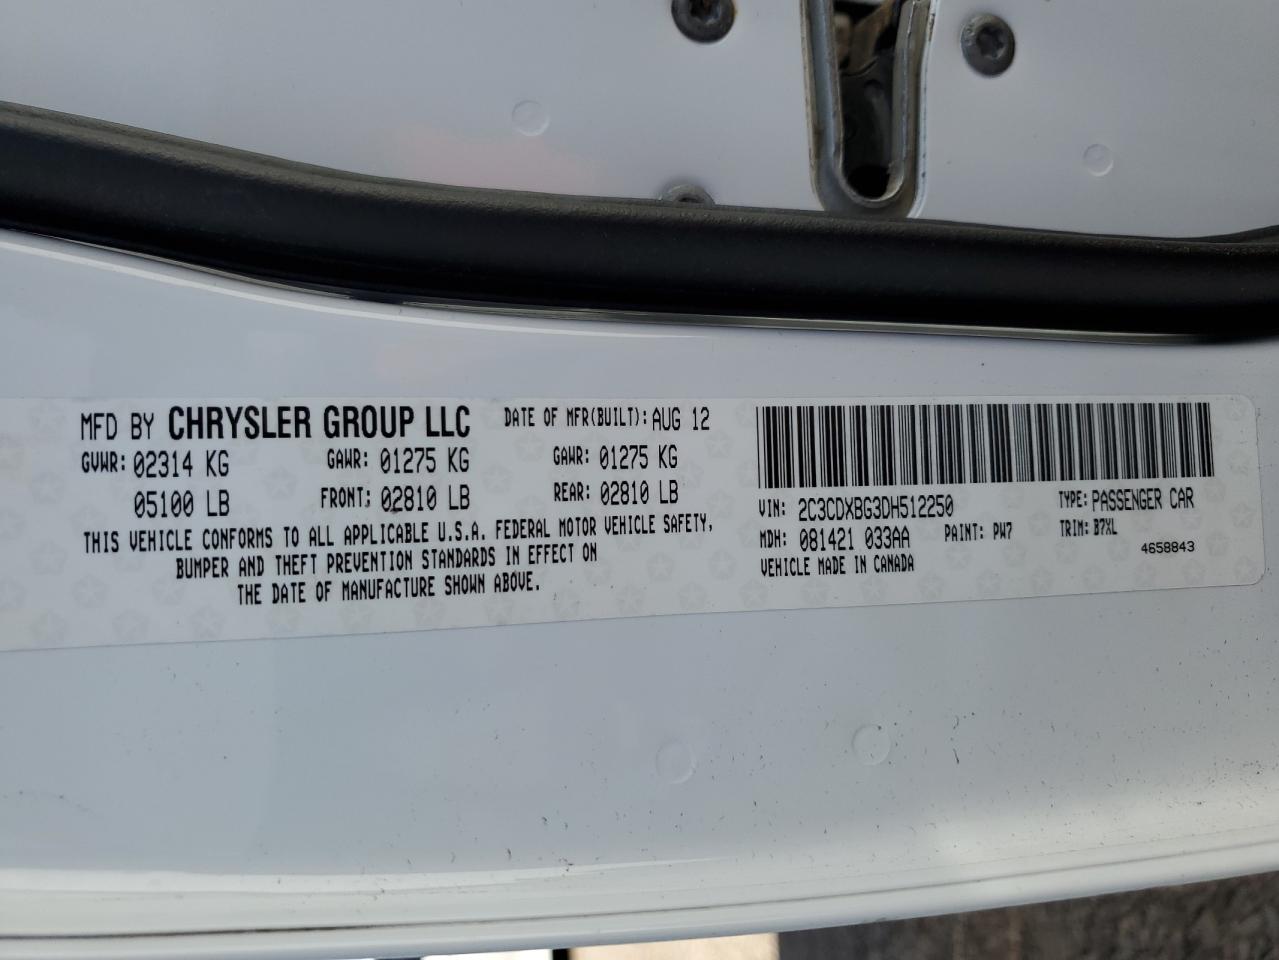 MFD BY CHRYSLER GROUP LLC DATE OF MFR(BUILT): AUG 12
GVWR: 02314 KG GAWR: 01275 KG GAWR: 01275 KG
05100 LB FRONT: 02810 LB REAR: 02810 LB
THIS VEHICLE CONFORMS TO ALL APPLICABLE U.S.A. FEDERAL MOTOR VEHICLE SAFETY,
BUMPER AND THEFT PREVENTION STANDARDS IN EFFECT ON
THE DATE OF MANUFACTURE SHOWN ABOVE.
VIN: 2C3CDXBG3DH512250 TYPE: PASSENGER CAR
MDH: 081421 033AA PAINT: PW7 TRIM: B7XL
VEHICLE MADE IN CANADA 4658843